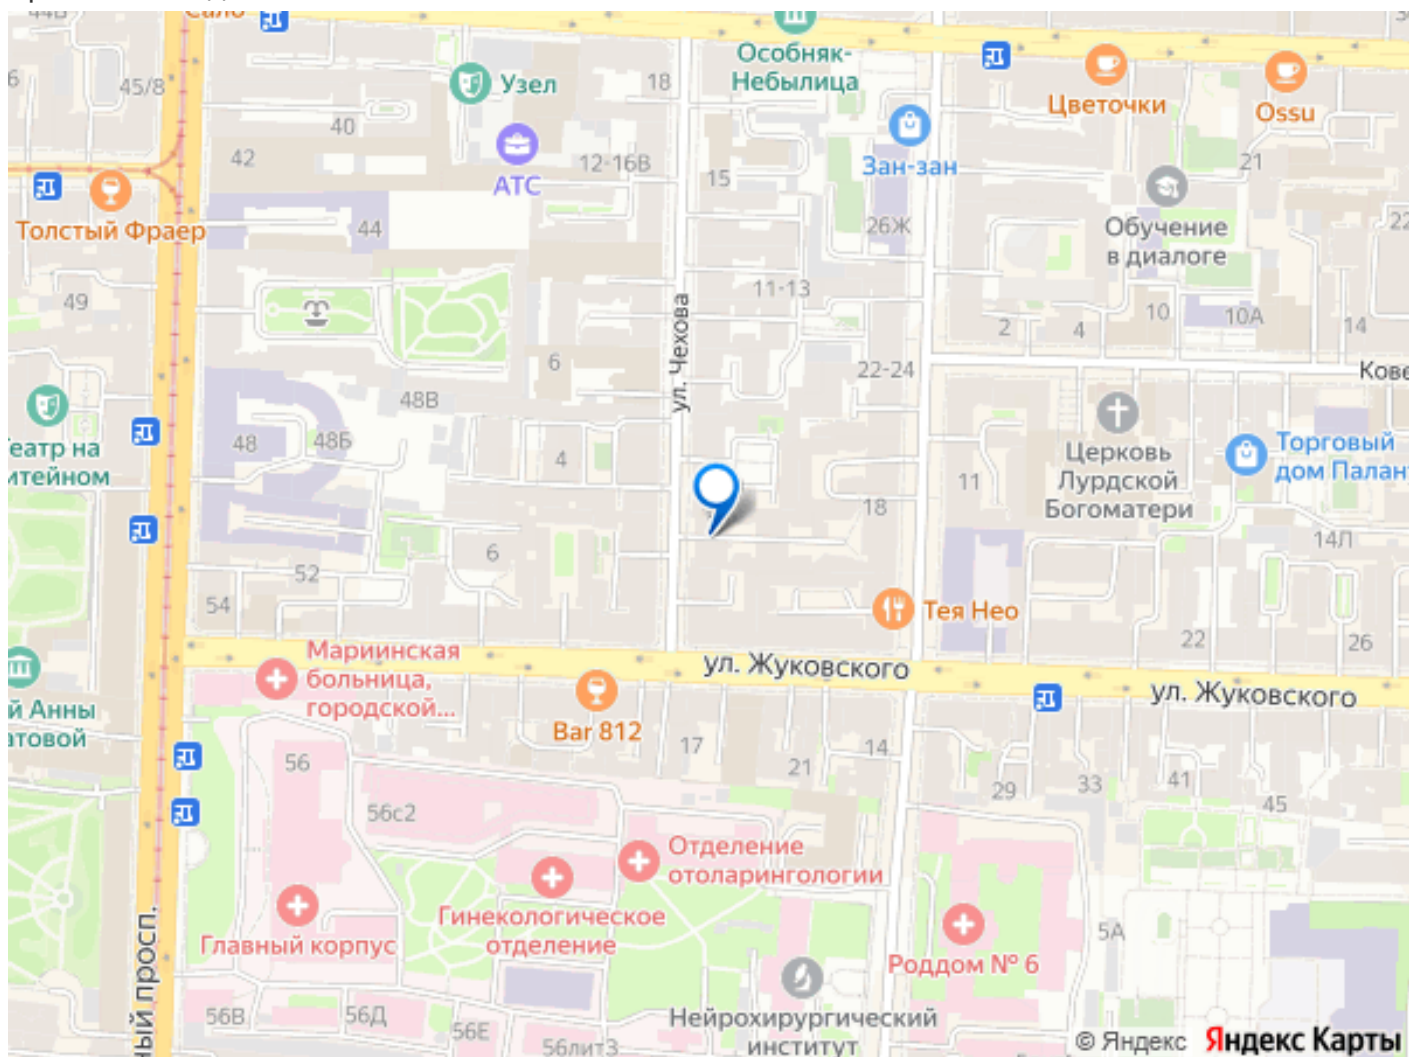 Сало
44В
45/8
40
42
Узел
АТС
12-16В
18
Особняк-
Небылица
15
Зан-зан
26Ж
Цветочки
Ossu
21
Обучение
в диалоге
22
Толстый Фраер
44
49
11-13
ул. Чехова
6
22-24
2
4
10
10А
14
Кове
48В
48
48Б
4
еатр на
итейном
Церковь
Лурдской
Богоматери
11
18
Торговый
дом Палан
14Л
6
52
54
Тея Нео
22
26
Мариинская
больница,
городской...
ул. Жуковского
ул. Жуковского
й Анны
атовой
Bar 812
17
21
14
29
33
41
45
56
56с2
Отделение
отоларингологии
Гинекологическое
отделение
Главный корпус
Роддом № 6
5А
ный просп.
56В
56Д
56Е
56лит3
Нейрохирургический
институт
© Яндекс Яндекс Карты